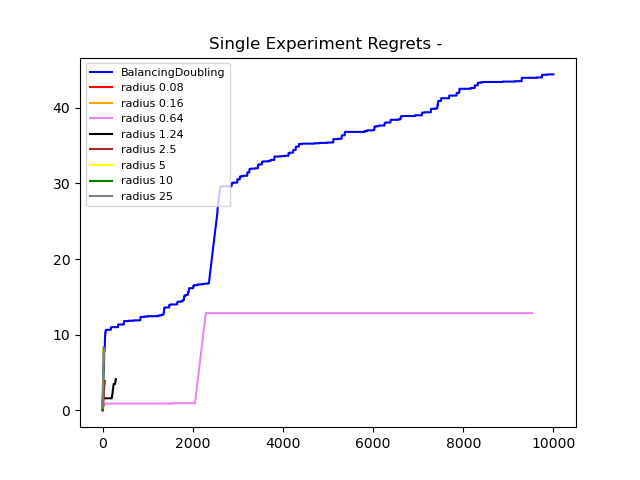 Single Experiment Regrets -
BalancingDoubling
radius 0.08
radius 0.16
radius 0.64
radius 1.24
radius 2.5
radius 5
radius 10
radius 25
40
30
20
10
0
0 2000 4000 6000 8000 10000